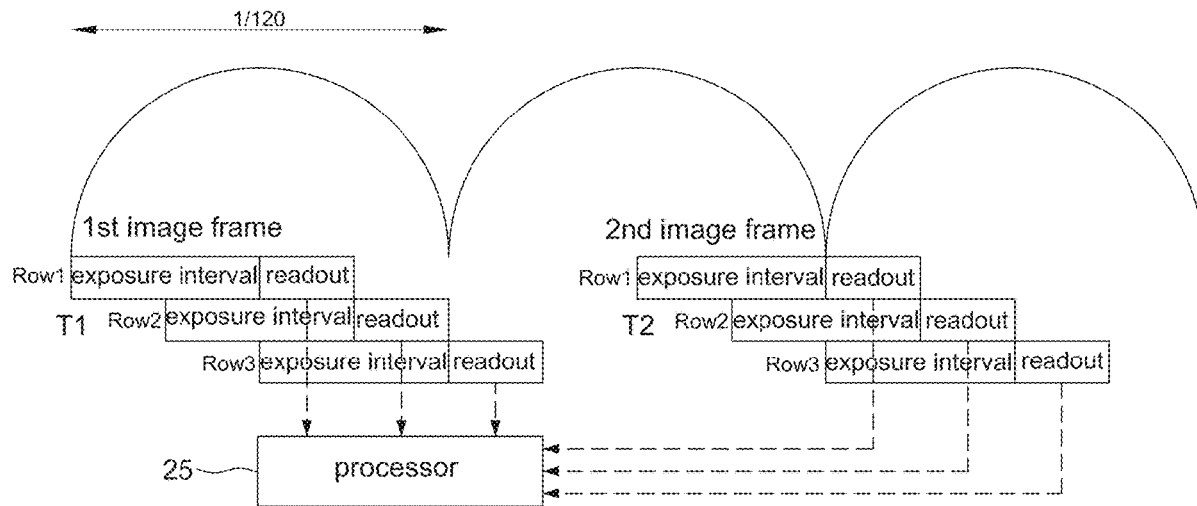 1/120
1st image frame
2nd image frame
Row1 exposure interval readout
Row1 exposure interval readout
T1 Row2 exposure interval readout
T2 Row2 exposure interval readout
Row3 exposure interval readout
Row3 exposure interval readout
25 processor